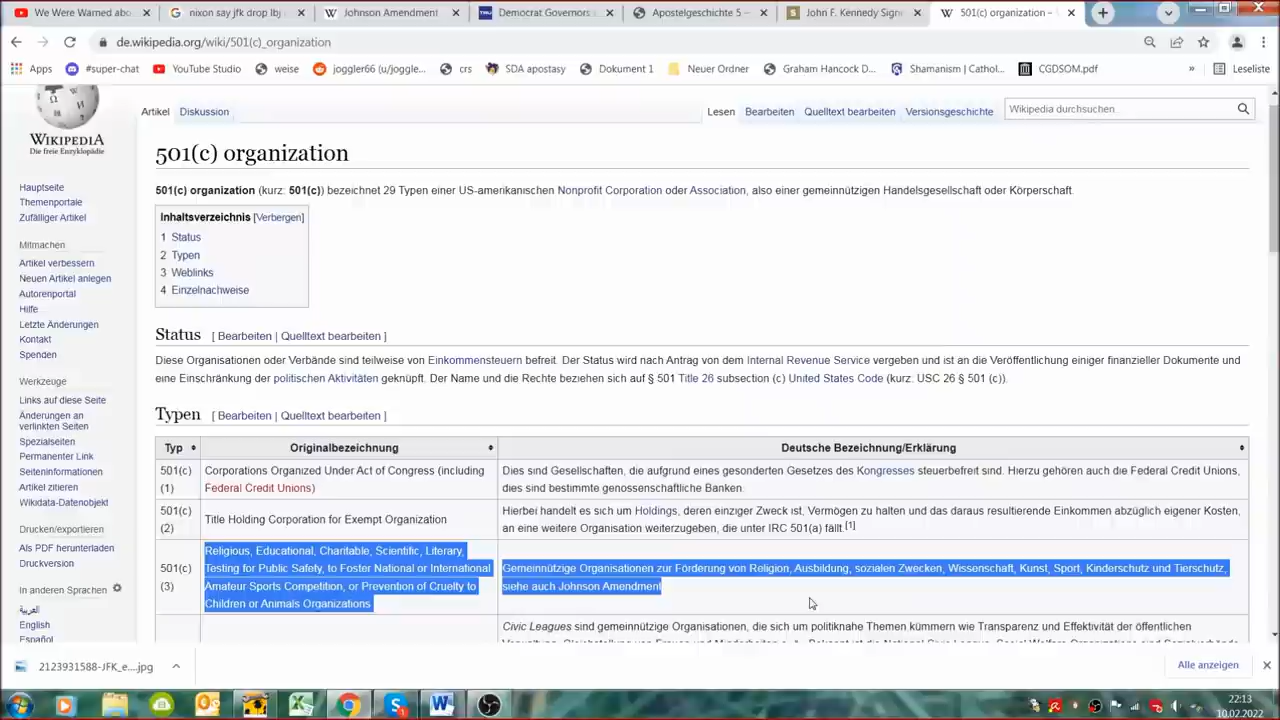 We Were Warned abou
nixon say jfk drop lbj
Johnson Amendment
Democrat Governors
Apostelgeschichte 5 –
John F. Kennedy Sign
501(c) organization –
de.wikipedia.org/wiki/501(c)_organization
Apps
#super-chat
YouTube Studio
weise
joggler66 (u/joggle...
crs
SDA apostasy
Dokument 1
Neuer Ordner
Graham Hancock D...
Shamanism | Cathol...
CGDSOM.pdf
»
Leseliste
WIKIPEDIA
Die freie Enzyklopädie
Artikel
Diskussion
Lesen
Bearbeiten
Quelltext bearbeiten
Versionsgeschichte
Wikipedia durchsuchen
Hauptseite
Themenportale
Zufälliger Artikel
Mitmachen
Artikel verbessern
Neuen Artikel anlegen
Autorenportal
Hilfe
Letzte Änderungen
Kontakt
Spenden
Werkzeuge
Links auf diese Seite
Änderungen an
verlinkten Seiten
Spezialseiten
Permanenter Link
Seiteninformationen
Artikel zitieren
Wikidata-Datenobjekt
Drucken/exportieren
Als PDF herunterladen
Druckversion
In anderen Sprachen
العربية
English
Español
501(c) organization
501(c) organization (kurz: 501(c)) bezeichnet 29 Typen einer US-amerikanischen Nonprofit Corporation oder Association, also einer gemeinnützigen Handelsgesellschaft oder Körperschaft.
Inhaltsverzeichnis [Verbergen]
1 Status
2 Typen
3 Weblinks
4 Einzelnachweise
Status [ Bearbeiten | Quelltext bearbeiten ]
Diese Organisationen oder Verbände sind teilweise von Einkommensteuern befreit. Der Status wird nach Antrag von dem Internal Revenue Service vergeben und ist an die Veröffentlichung einiger finanzieller Dokumente und
eine Einschränkung der politischen Aktivitäten geknüpft. Der Name und die Rechte beziehen sich auf § 501 Title 26 subsection (c) United States Code (kurz: USC 26 § 501 (c)).
Typen [ Bearbeiten | Quelltext bearbeiten ]
Typ
Originalbezeichnung
Deutsche Bezeichnung/Erklärung
501(c)
(1)
Corporations Organized Under Act of Congress (including
Federal Credit Unions)
Dies sind Gesellschaften, die aufgrund eines gesonderten Gesetzes des Kongresses steuerbefreit sind. Hierzu gehören auch die Federal Credit Unions,
dies sind bestimmte genossenschaftliche Banken.
501(c)
(2)
Title Holding Corporation for Exempt Organization
Hierbei handelt es sich um Holdings, deren einziger Zweck ist, Vermögen zu halten und das daraus resultierende Einkommen abzüglich eigener Kosten,
an eine weitere Organisation weiterzugeben, die unter IRC 501(a) fällt.[1]
501(c)
(3)
Religious, Educational, Charitable, Scientific, Literary,
Testing for Public Safety, to Foster National or International
Amateur Sports Competition, or Prevention of Cruelty to
Children or Animals Organizations
Gemeinnützige Organisationen zur Förderung von Religion, Ausbildung, sozialen Zwecken, Wissenschaft, Kunst, Sport, Kinderschutz und Tierschutz,
siehe auch Johnson Amendment
Civic Leagues sind gemeinnützige Organisationen, die sich um politiknahe Themen kümmern wie Transparenz und Effektivität der öffentlichen
2123931588-JFK_e....jpg
Alle anzeigen
22:13
10.02.2022